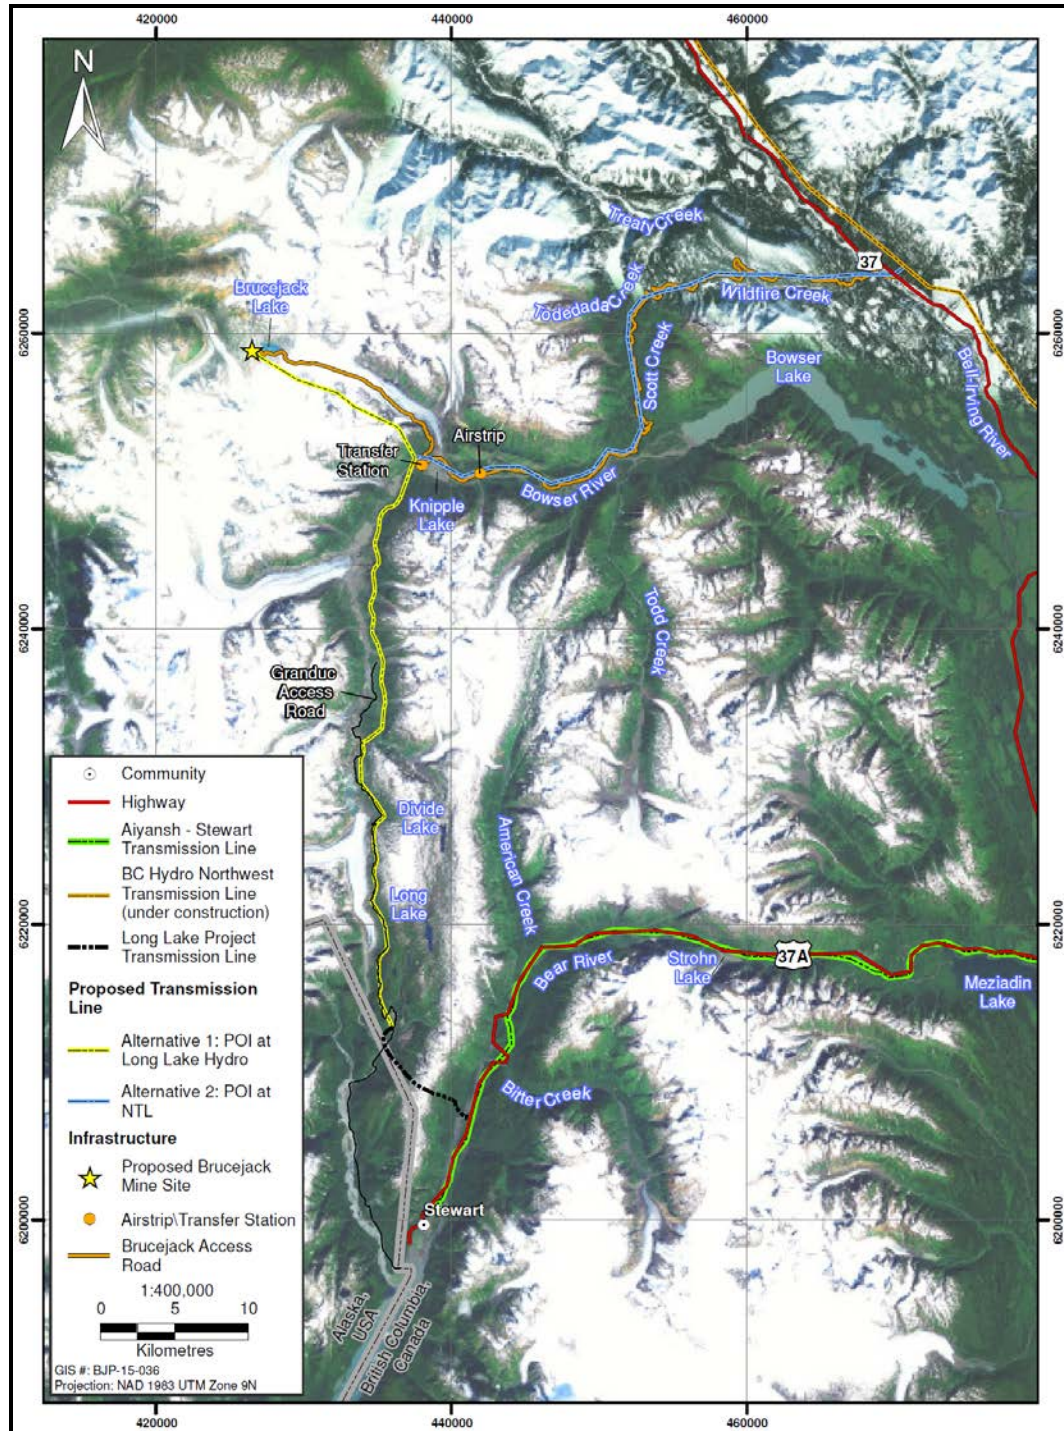 420000
440000
460000
N
Treaty Creek
37
Brucejack
Lake
Todedada Creek
Wildfire Creek
6260000
6260000
Scott Creek
Bowser
Lake
Bell-Irving River
Airstrip
Transfer
Station
Knipple
Lake
Bowser River
Todd Creek
6240000
6240000
Granduc
Access
Road
Divide
Lake
American Creek
Long
Lake
6220000
6220000
Bear River
Strohn
Lake
37A
Meziadin
Lake
Bitter Creek
Stewart
6200000
6200000
Alaska,
USA
British Columbia,
Canada
Community
Highway
Aiyansh - Stewart
Transmission Line
BC Hydro Northwest
Transmission Line
(under construction)
Long Lake Project
Transmission Line
Proposed Transmission
Line
Alternative 1: POI at
Long Lake Hydro
Alternative 2: POI at
NTL
Infrastructure
Proposed Brucejack
Mine Site
Airstrip\Transfer Station
Brucejack Access
Road
1:400,000
0 5 10
Kilometres
GIS #: BJP-15-036
Projection: NAD 1983 UTM Zone 9N
420000
440000
460000